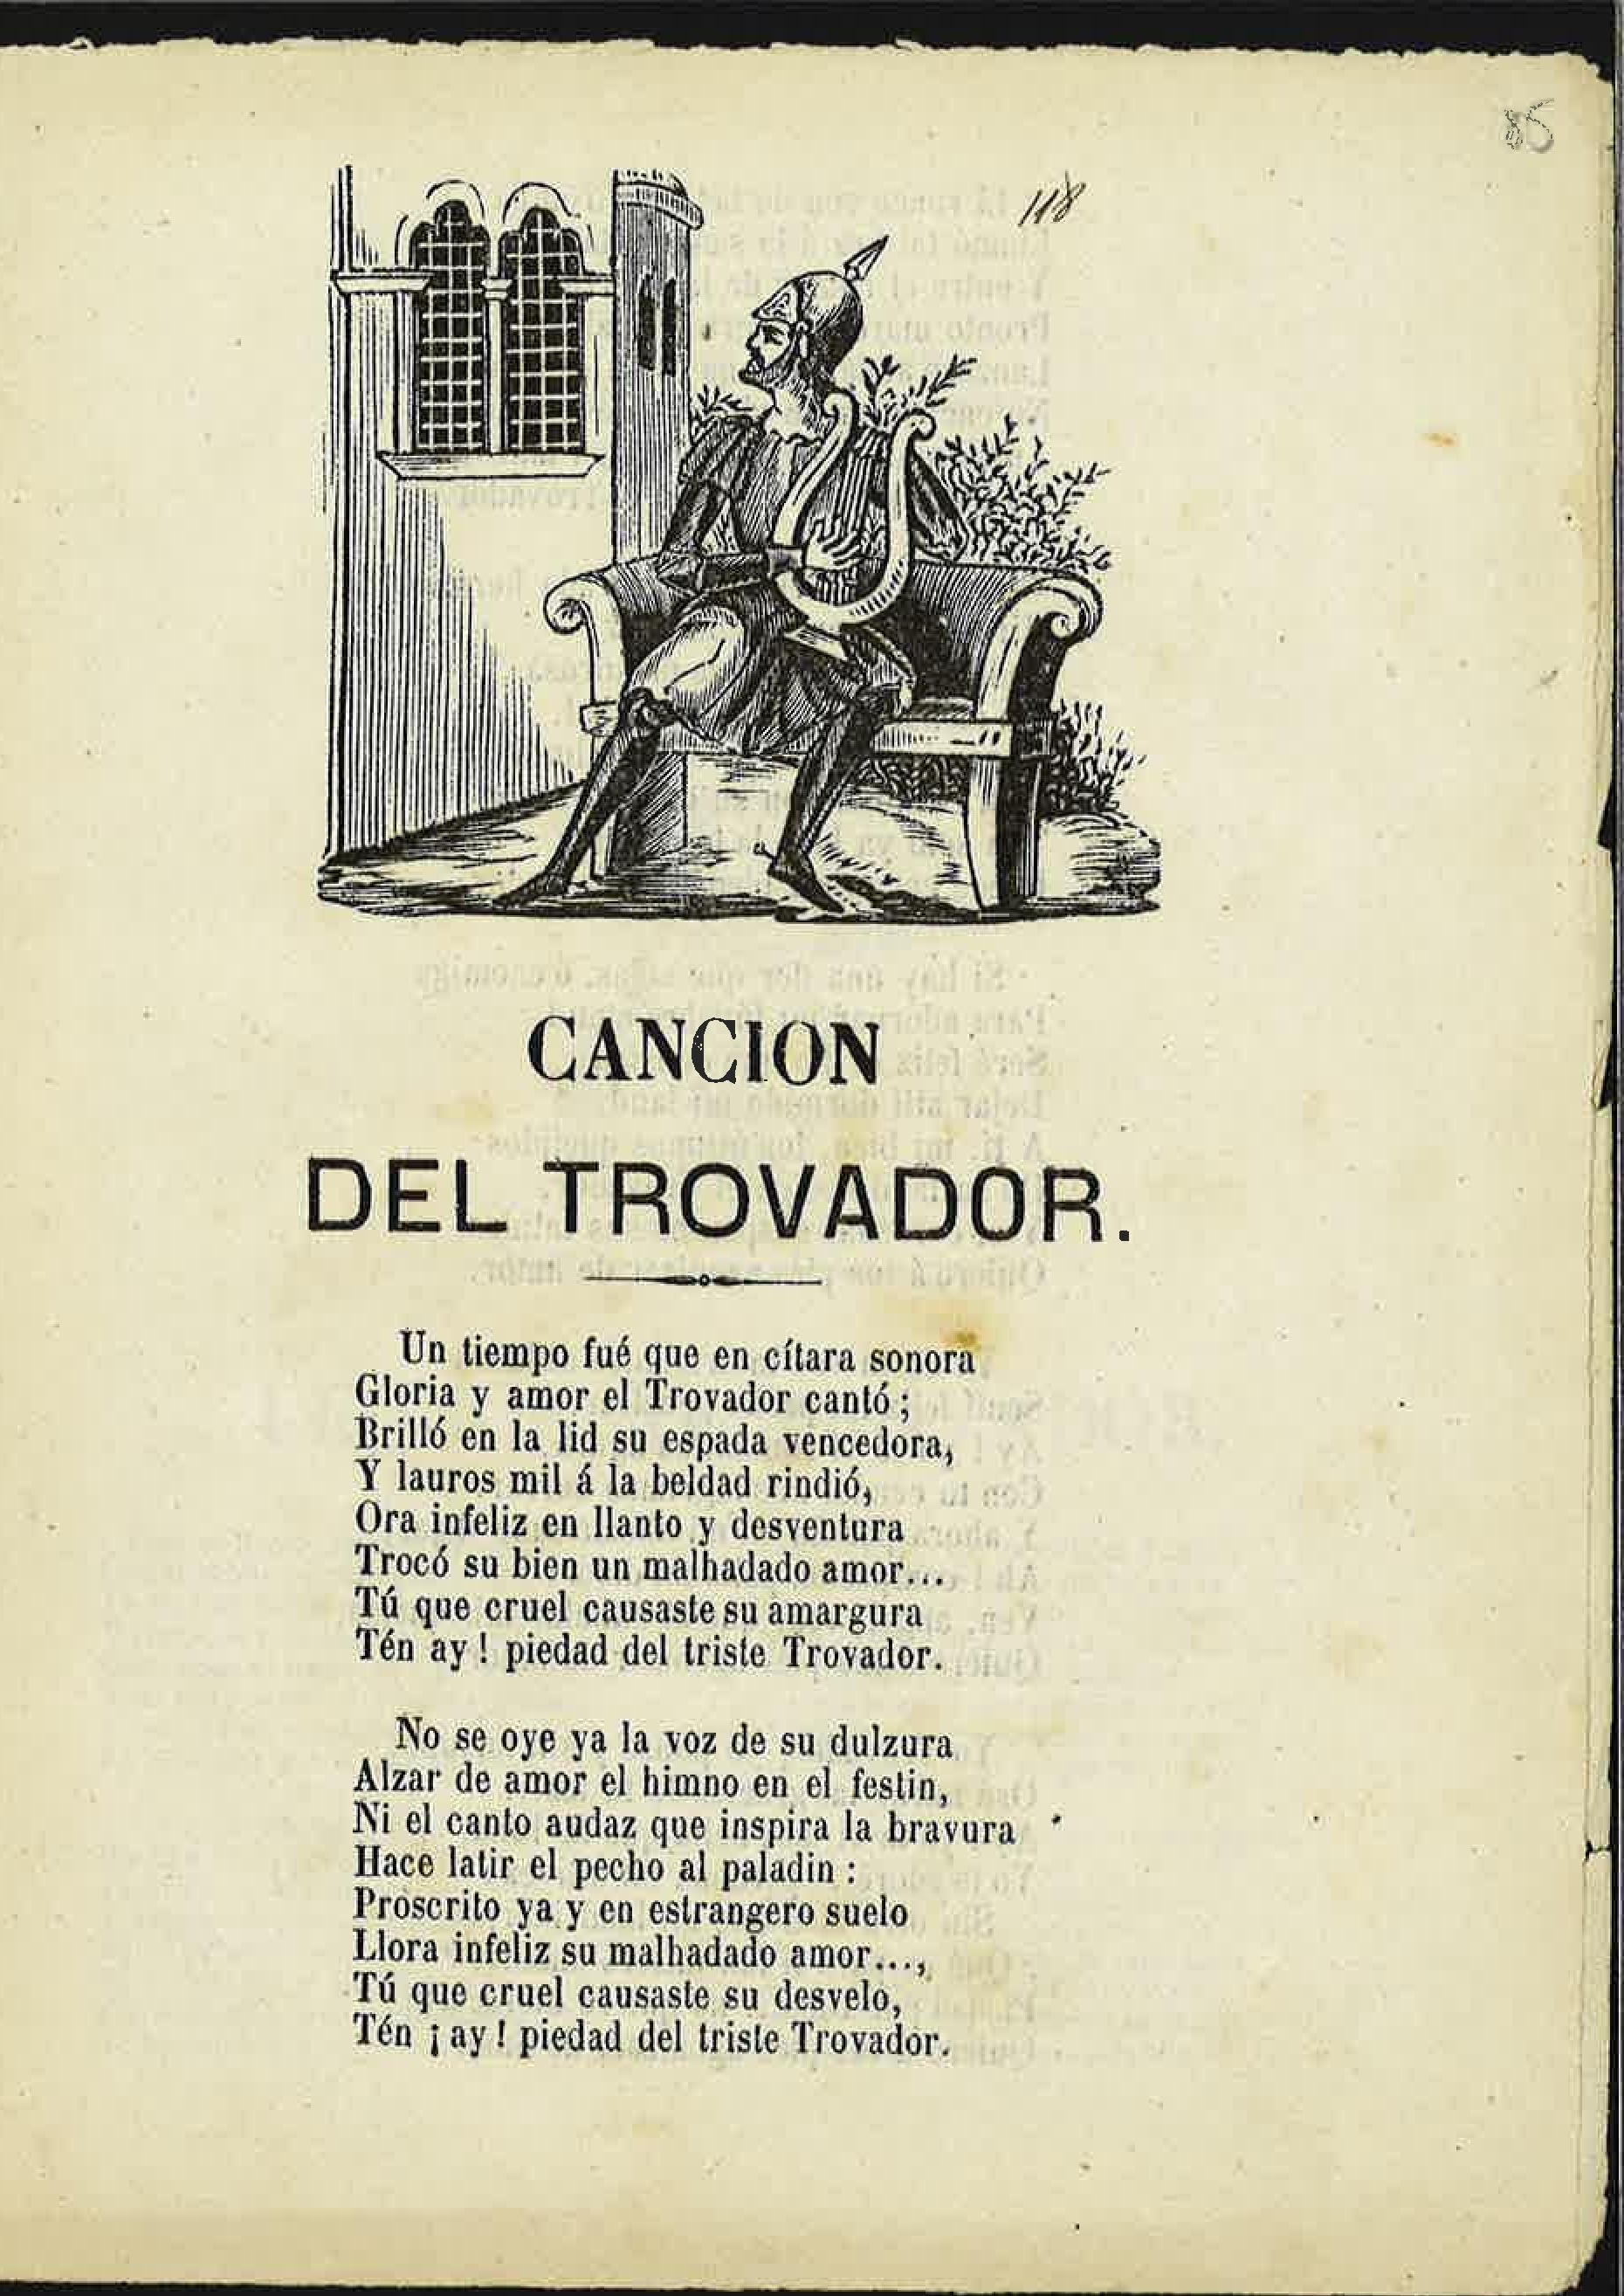 85
118
CANCION
DEL TROVADOR.
Un tiempo fué que en cítara sonora
Gloria y amor el Trovador cantó;
Brilló en la lid su espada vencedora,
Y lauros mil á la beldad rindió,
Ora infeliz en llanto y desventura
Trocó su bien un malhadado amor...
Tú que cruel causaste su amargura
Tén ay! piedad del triste Trovador.
No se oye ya la voz de su dulzura
Alzar de amor el himno en el festin,
Ni el canto audaz que inspira la bravura
Hace latir el pecho al paladin:
Proscrito ya y en estrangero suelo
Llora infeliz su malhadado amor...,
Tú que cruel causaste su desvelo,
Tén ¡ay! piedad del triste Trovador.